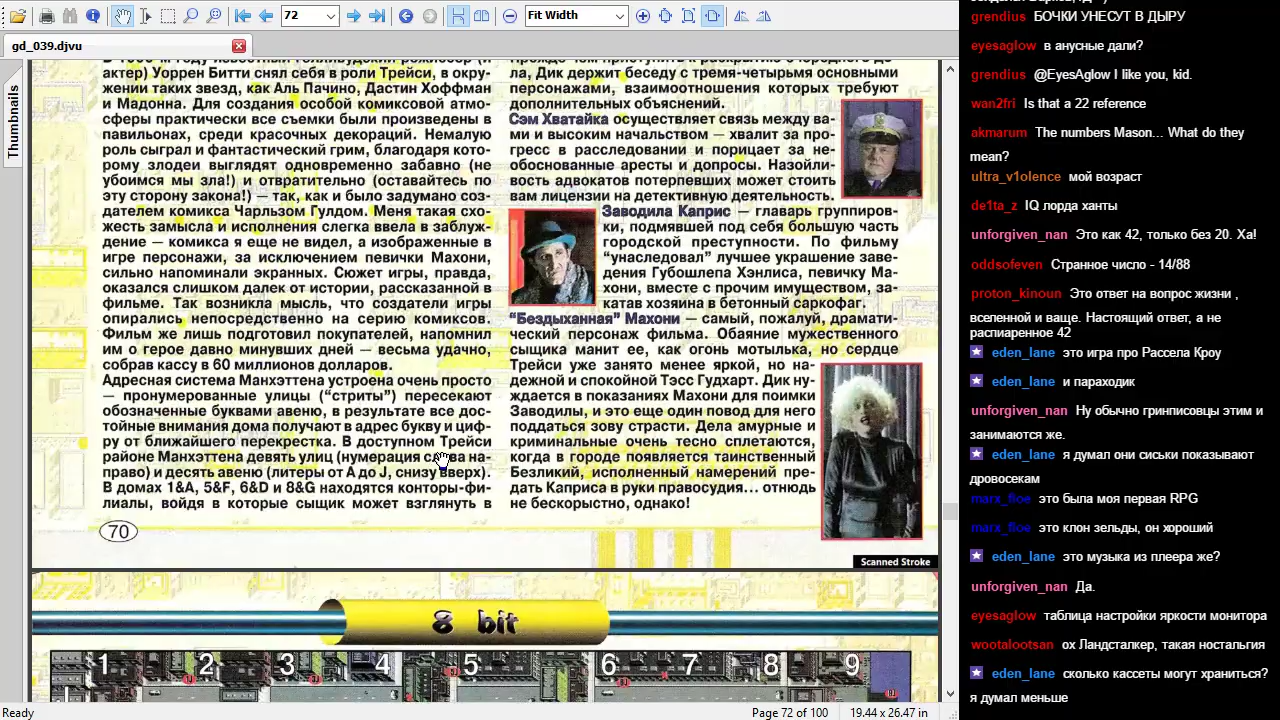 72
Fit Width
gd_039.djvu
Thumbnails
актер) Уоррен Битти снял себя в роли Трейси, в окру-
жении таких звезд, как Аль Пачино, Дастин Хоффман
и Мадонна. Для создания особой комиксовой атмо-
сферы практически все съемки были произведены в
павильонах, среди красочных декораций. Немалую
роль сыграл и фантастический грим, благодаря кото-
рому злодеи выглядят одновременно забавно (не
убоимся мы зла!) и отвратительно (оставайтесь по
эту сторону закона!) — так, как и было задумано соз-
дателем комикса Чарльзом Гулдом. Меня такая схо-
жесть замысла и исполнения слегка ввела в заблуж-
дение — комикса я еще не видел, а изображенные в
игре персонажи, за исключением певички Махони,
сильно напоминали экранных. Сюжет игры, правда,
оказался слишком далек от истории, рассказанной в
фильме. Так возникла мысль, что создатели игры
опирались непосредственно на серию комиксов.
Фильм же лишь подготовил покупателей, напомнил
им о герое давно минувших дней — весьма удачно,
собрав кассу в 60 миллионов долларов.
Адресная система Манхэттена устроена очень просто
— пронумерованные улицы ("стриты") пересекают
обозначенные буквами авеню, в результате все дос-
тойные внимания дома получают в адрес букву и циф-
ру от ближайшего перекрестка. В доступном Трейси
районе Манхэттена девять улиц (нумерация слева на-
право) и десять авеню (литеры от A до J, снизу вверх).
В домах 1&A, 5&F, 6&D и 8&G находятся конторы-фи-
лиалы, войдя в которые сыщик может взглянуть в
70
ла, Дик держит беседу с тремя-четырьмя основными
персонажами, взаимоотношения которых требуют
дополнительных объяснений.
Сэм Хватайка осуществляет связь между ва-
ми и высоким начальством — хвалит за про-
гресс в расследовании и порицает за не-
обоснованные аресты и допросы. Назойли-
вость адвокатов потерпевших может стоить
вам лицензии на детективную деятельность.
Заводила Каприс — главарь группиров-
ки, подмявшей под себя большую часть
городской преступности. По фильму
"унаследовал" лучшее украшение заве-
дения Губошлепа Хэнлиса, певичку Ма-
хони, вместе с прочим имуществом, за-
катав хозяина в бетонный саркофаг.
"Бездыханная" Махони — самый, пожалуй, драмати-
ческий персонаж фильма. Обаяние мужественного
сыщика манит ее, как огонь мотылька, но сердце
Трейси уже занято менее яркой, но на-
дежной и спокойной Тэсс Гудхарт. Дик ну-
ждается в показаниях Махони для поимки
Заводилы, и это еще один повод для него
поддаться зову страсти. Дела амурные и
криминальные очень тесно сплетаются,
когда в городе появляется таинственный
Безликий, исполненный намерений пре-
дать Каприса в руки правосудия... отнюдь
не бескорыстно, однако!
Scanned Stroke
8 bit
1 2 3 4 5 6 7 8 9
Ready
Page 72 of 100
19.44 x 26.47 in
grendius БОЧКИ УНЕСУТ В ДЫРУ
eyesaglow в анусные дали?
grendius @EyesAglow I like you, kid.
wan2fri Is that a 22 reference
akmarum The numbers Mason... What do they
mean?
ultra_v1olence мой возраст
de1ta_z IQ лорда ханты
unforgiven_nan Это как 42, только без 20. Ха!
oddsofeven Странное число - 14/88
proton_kinoun Это ответ на вопрос жизни ,
вселенной и ваще. Настоящий ответ, а не
распиаренное 42
eden_lane это игра про Рассела Кроу
eden_lane и параходик
unforgiven_nan Ну обычно гринписовцы этим и
занимаются же.
eden_lane я думал они сиськи показывают
дровосекам
marx_floe это была моя первая RPG
marx_floe это клон зельды, он хороший
eden_lane это музыка из плеера же?
unforgiven_nan Да.
eyesaglow таблица настройки яркости монитора
wootalootsan ох Ландсталкер, такая ностальгия
eden_lane сколько кассеты могут храниться?
я думал меньше